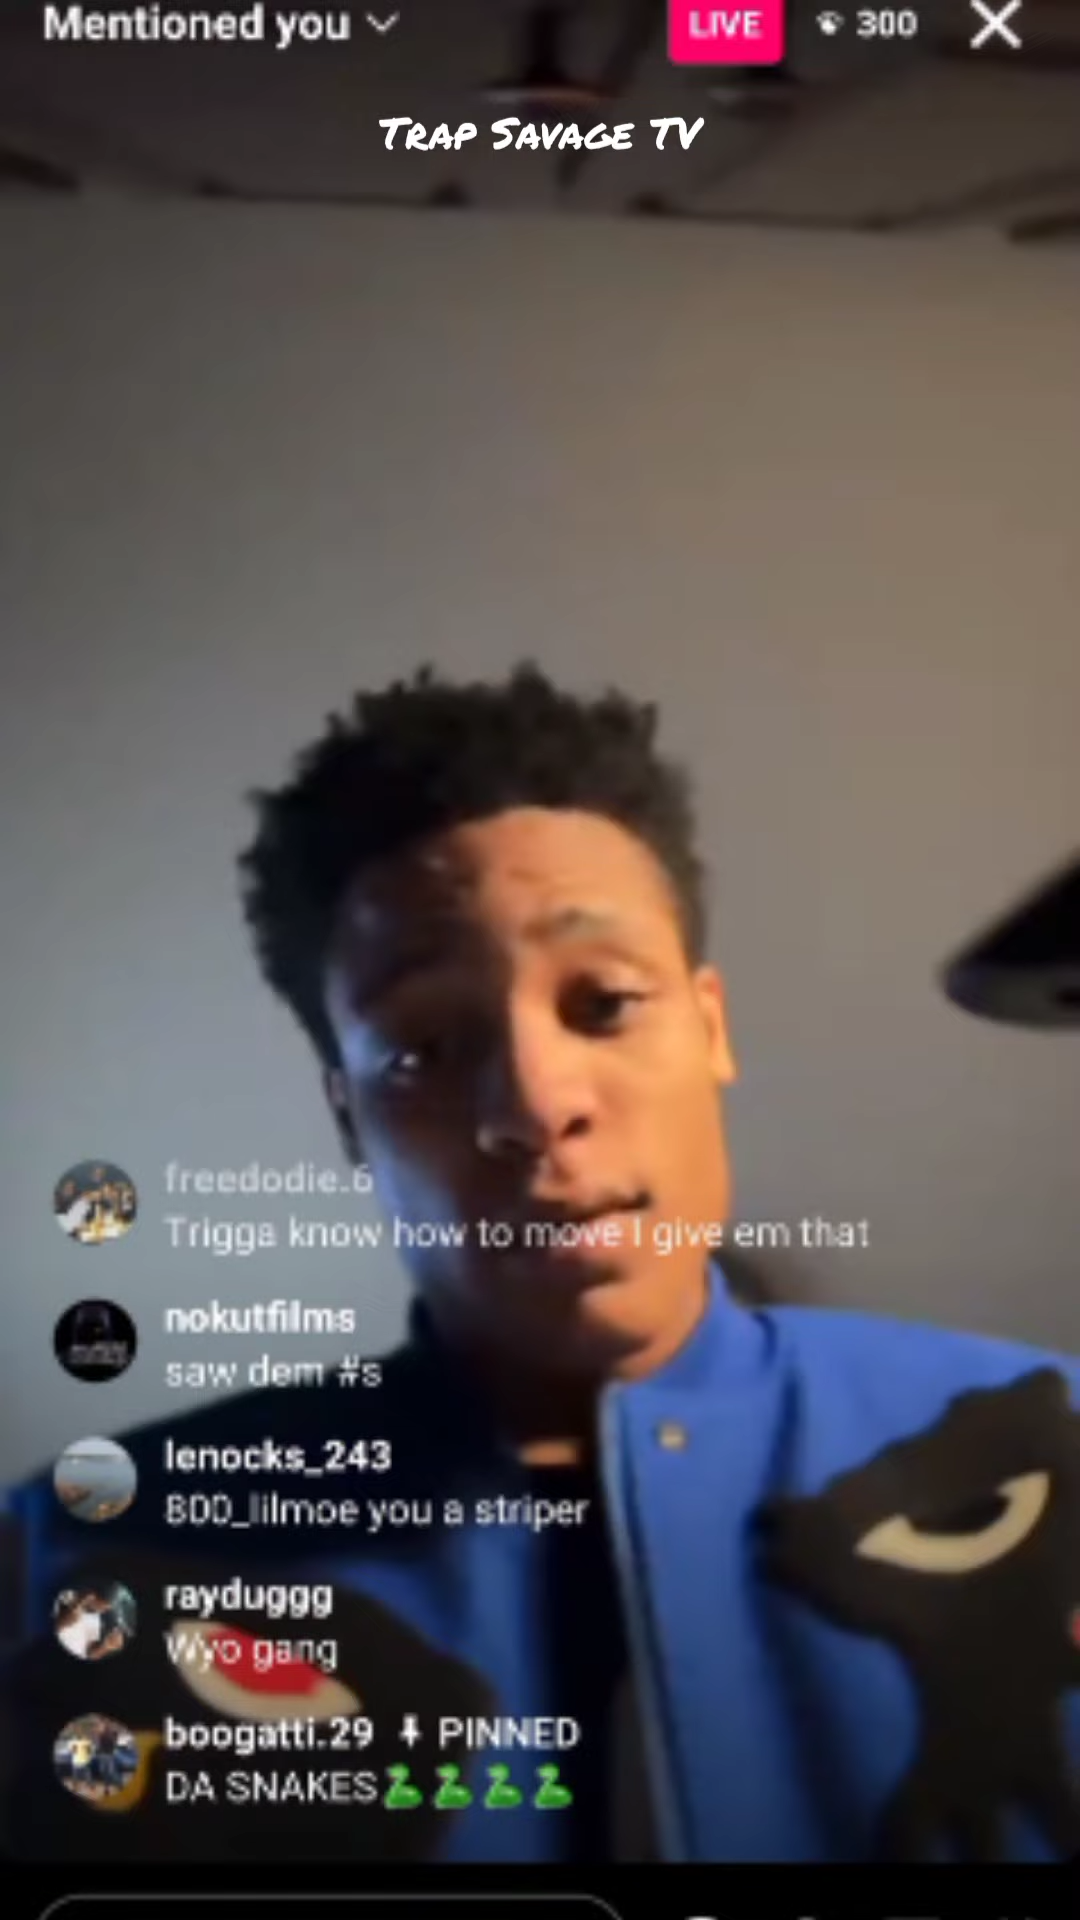 Mentioned you
LIVE
300
TRAP SAVAGE TV
freedodie.6
Trigga know how to move I give em that
nokutfilms
saw dem #s
lenocks_243
800_lilmoe you a striper
rayduggg
Wyo gang
boogatti.29 PINNED
DA SNAKES🐍🐍🐍🐍